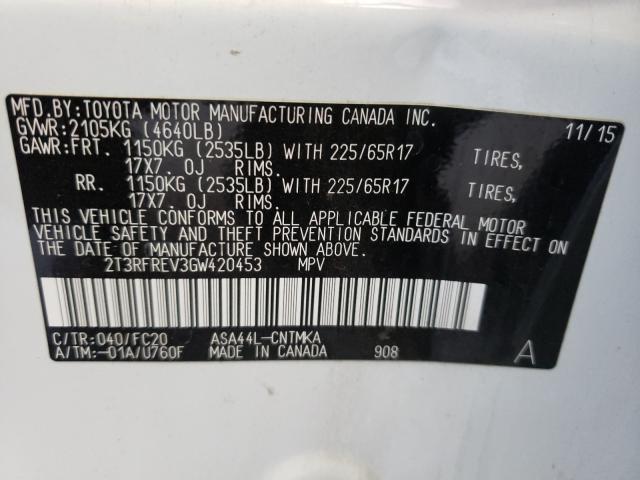 MFD.BY:TOYOTA MOTOR MANUFACTURING CANADA INC.
GVWR:2105KG (4640LB) 11/15
GAWR:FRT. 1150KG (2535LB) WITH 225/65R17 TIRES,
17X7. 0J RIMS.
RR. 1150KG (2535LB) WITH 225/65R17 TIRES,
17X7. 0J RIMS.
THIS VEHICLE CONFORMS TO ALL APPLICABLE FEDERAL MOTOR
VEHICLE SAFETY AND THEFT PREVENTION STANDARDS IN EFFECT ON
THE DATE OF MANUFACTURE SHOWN ABOVE.
2T3RFREV3GW420453 MPV
C/TR:040/FC20 ASA44L-CNTMKA
A/TM:-01A/U760F MADE IN CANADA 908 A